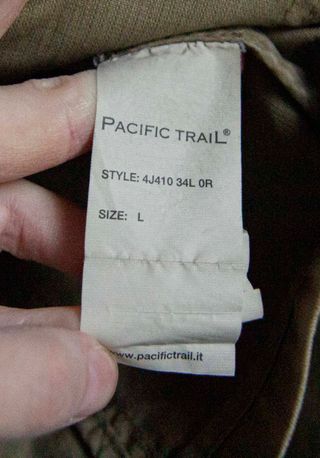 PACIFIC TRAIL®
STYLE: 4J410 34L 0R
SIZE: L
www.pacifictrail.it